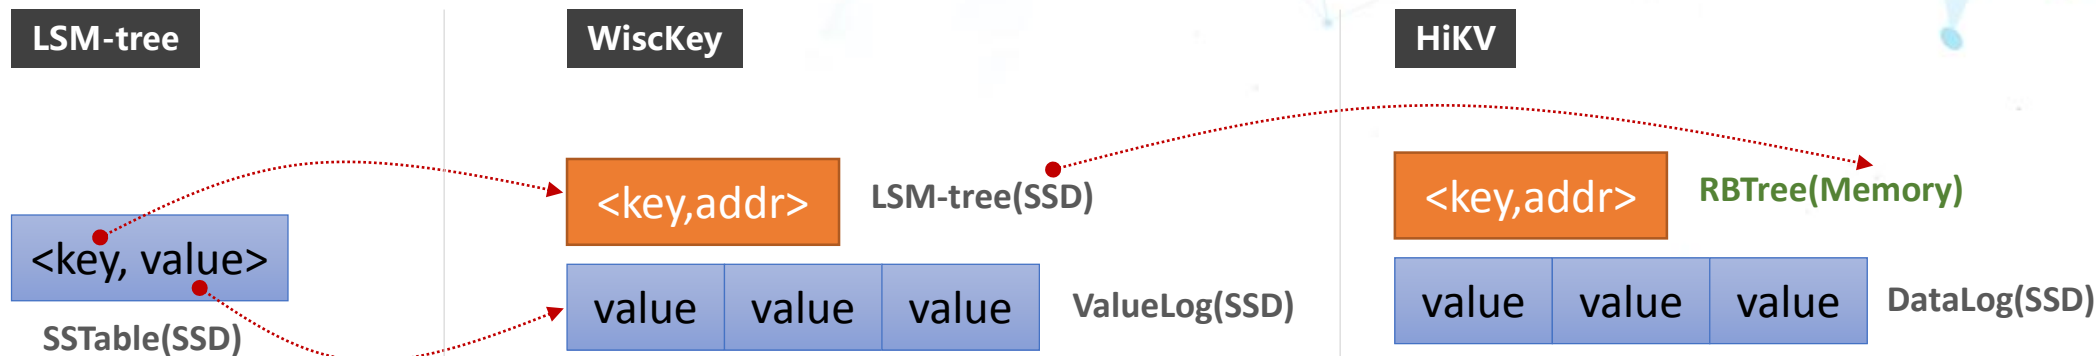 LSM-tree
<key, value>
SSTable(SSD)
WiscKey
<key,addr>
LSM-tree(SSD)
value value value
ValueLog(SSD)
HiKV
<key,addr>
RBTree(Memory)
value value value
DataLog(SSD)